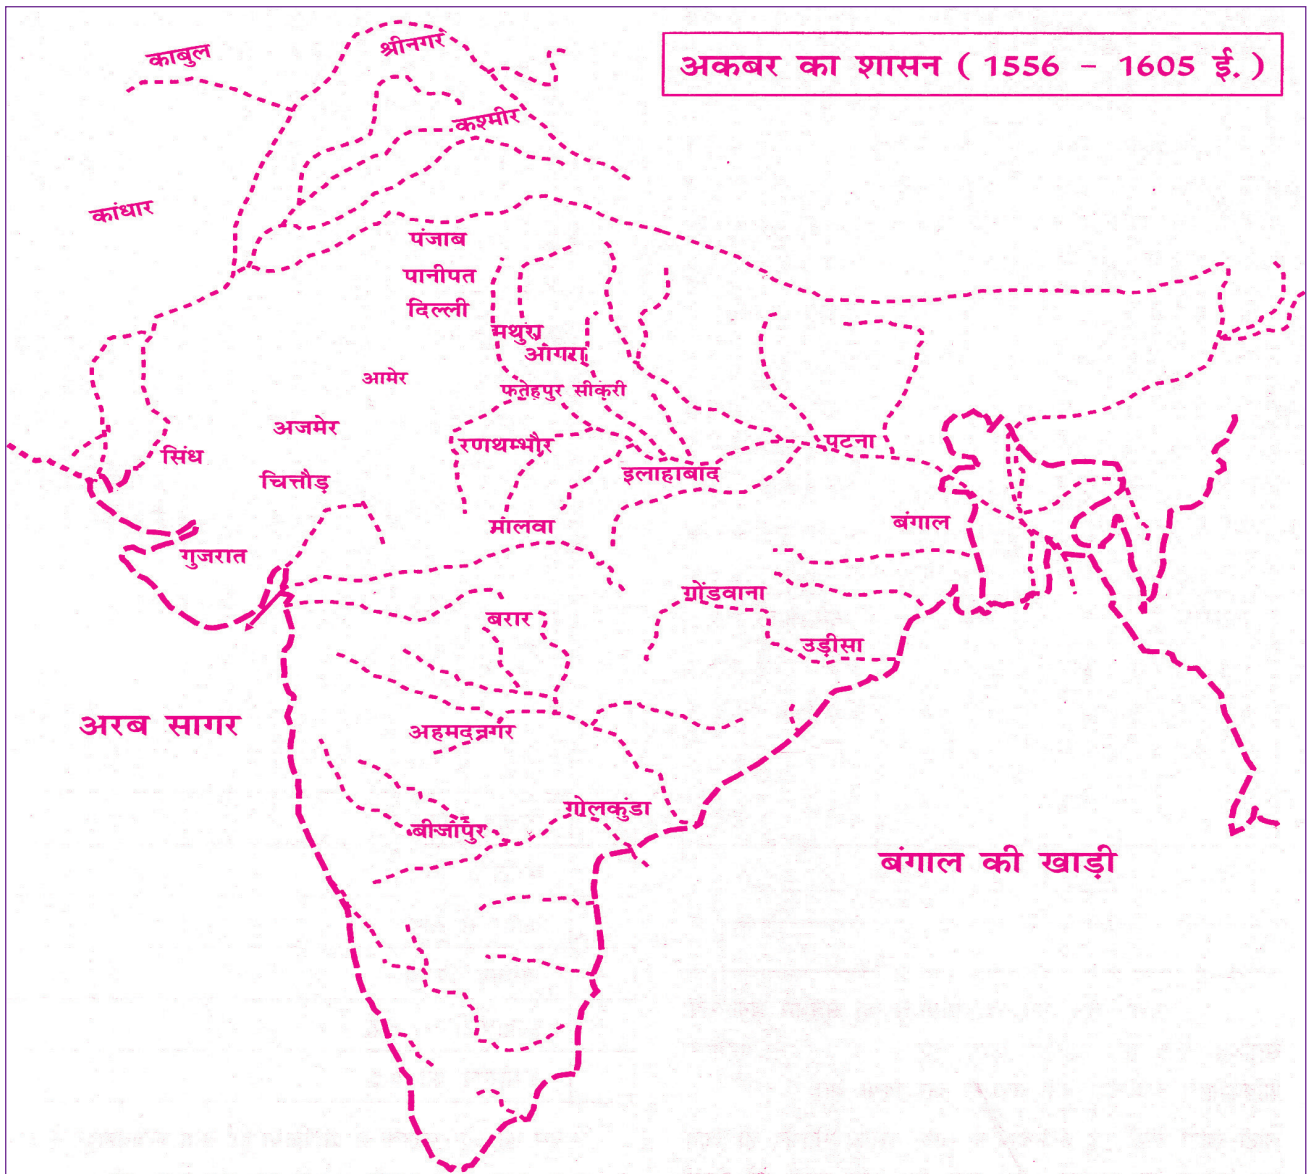 काबुल
श्रीनगर
अकबर का शासन ( 1556 - 1605 ई. )
कश्मीर
कांधार
पंजाब
पानीपत
दिल्ली
मथुरा
आगरा
आमेर
फतेहपुर सीकरी
अजमेर
रणथम्भौर
पटना
सिंध
चित्तौड़
इलाहाबाद
मालवा
बंगाल
गुजरात
गोंडवाना
बरार
उड़ीसा
अरब सागर
अहमदनगर
गोलकुंडा
बीजापुर
बंगाल की खाड़ी